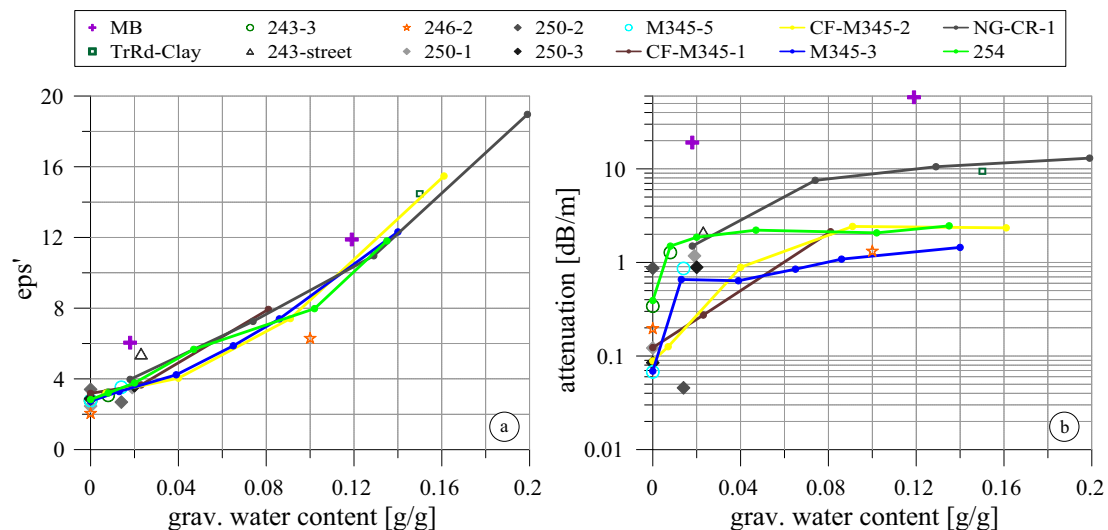 MB 243-3 246-2 250-2 M345-5 CF-M345-2 NG-CR-1
TrRd-Clay 243-street 250-1 250-3 CF-M345-1 M345-3 254
20
16
12
8
4
0
eps'
0 0.04 0.08 0.12 0.16 0.2
grav. water content [g/g]
a
10
1
0.1
0.01
attenuation [dB/m]
0 0.04 0.08 0.12 0.16 0.2
grav. water content [g/g]
b